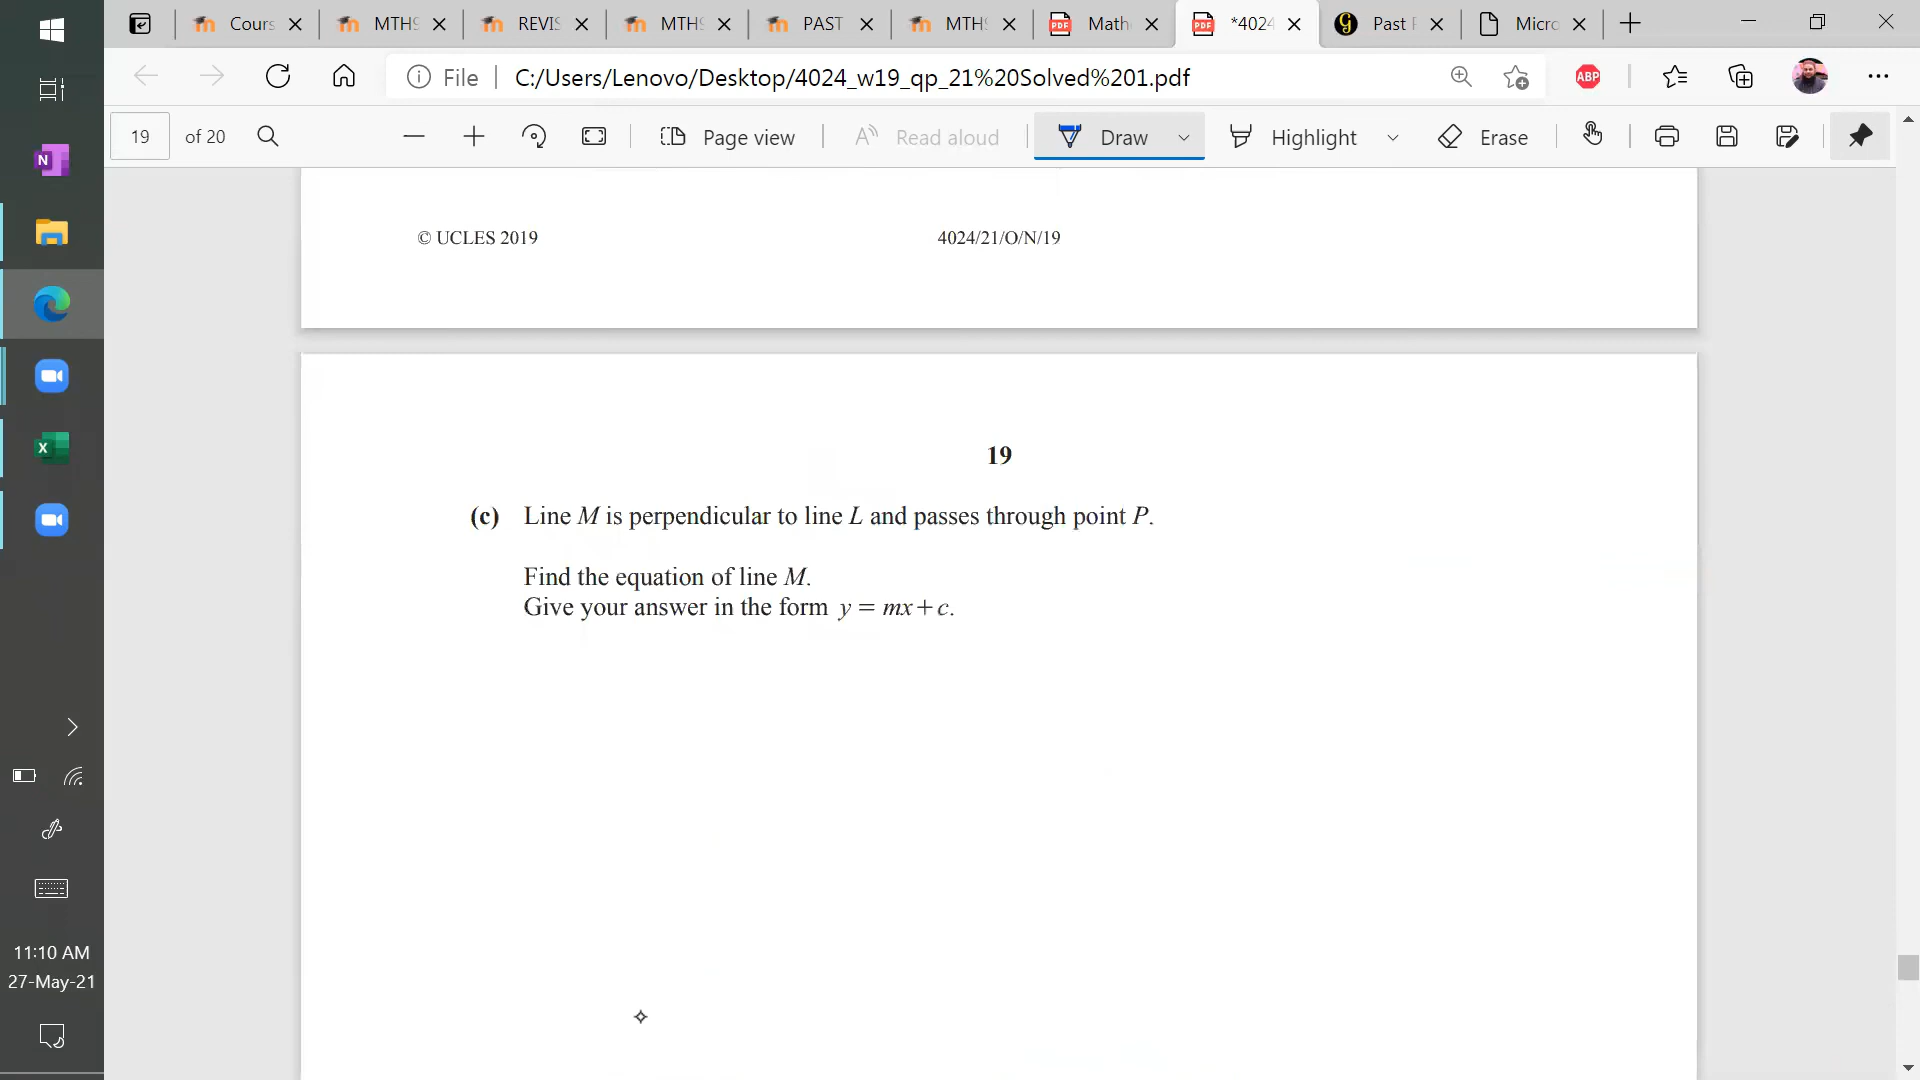 Cours
MTHS
REVIS
MTHS
PAST
MTH
Math
*4024
Past P
Micro
File
C:/Users/Lenovo/Desktop/4024_w19_qp_21%20Solved%201.pdf
ABP
19 of 20
Page view
Read aloud
Draw
Highlight
Erase
© UCLES 2019
4024/21/O/N/19
19
(c) Line M is perpendicular to line L and passes through point P.
Find the equation of line M.
Give your answer in the form y = mx + c.
11:10 AM
27-May-21